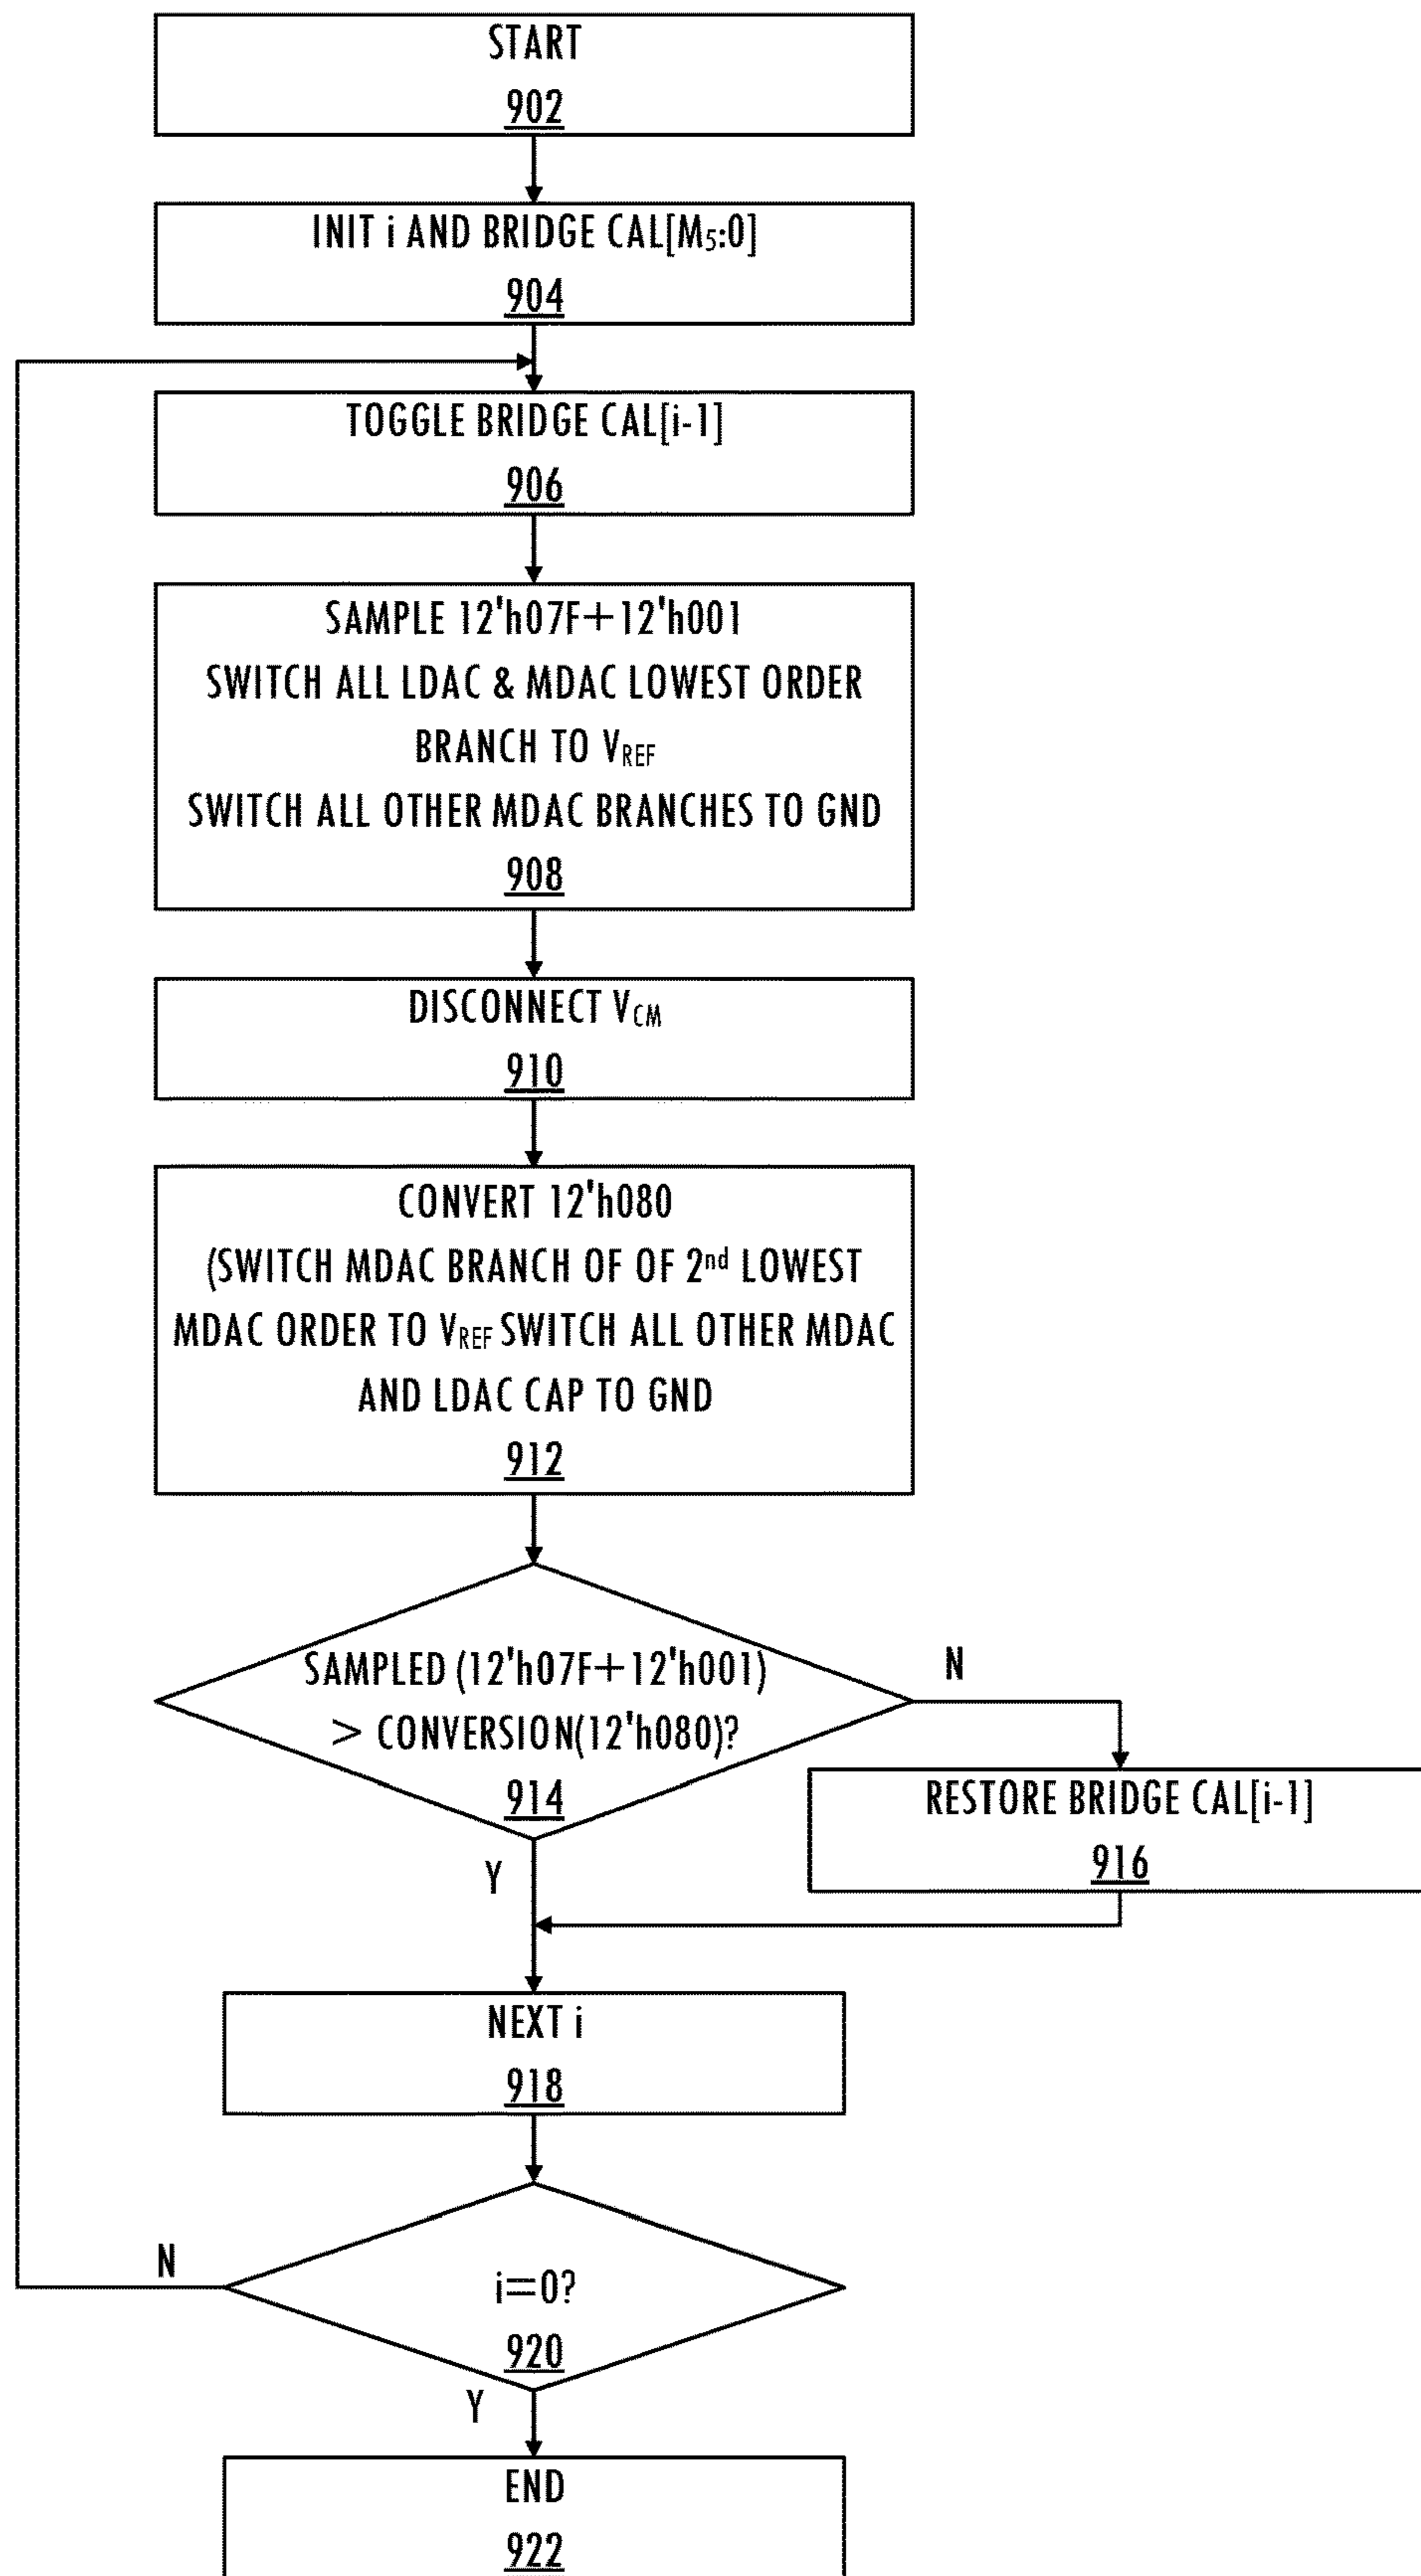 START
902
INIT i AND BRIDGE CAL[M₅:0]
904
TOGGLE BRIDGE CAL[i-1]
906
SAMPLE 12'h07F+12'h001
SWITCH ALL LDAC & MDAC LOWEST ORDER
BRANCH TO VREF
SWITCH ALL OTHER MDAC BRANCHES TO GND
908
DISCONNECT VCM
910
CONVERT 12'h080
(SWITCH MDAC BRANCH OF OF 2nd LOWEST
MDAC ORDER TO VREF SWITCH ALL OTHER MDAC
AND LDAC CAP TO GND
912
SAMPLED (12'h07F+12'h001)
> CONVERSION(12'h080)?
914
N
RESTORE BRIDGE CAL[i-1]
916
Y
NEXT i
918
N
i=0?
920
Y
END
922